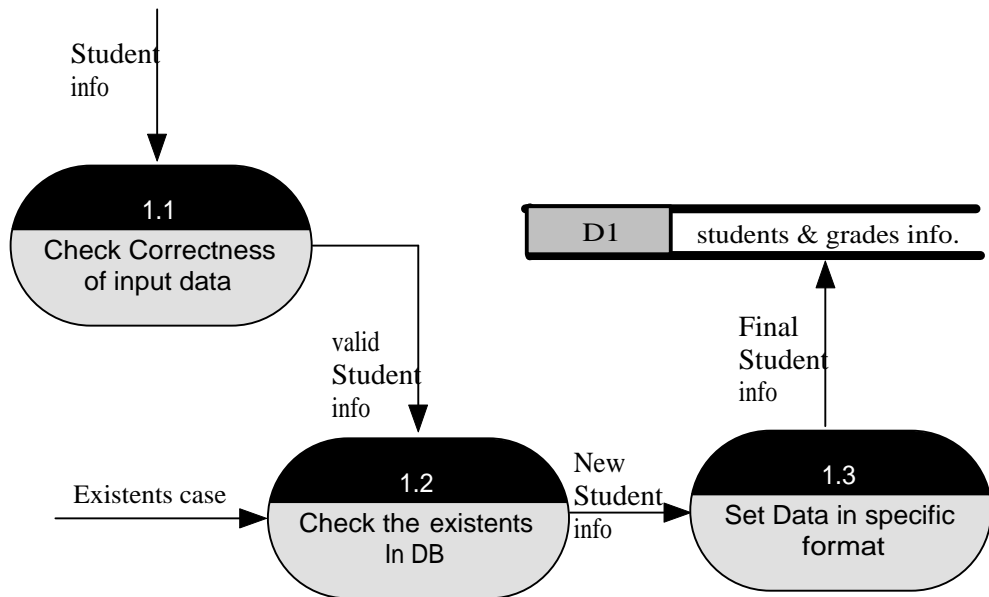 Student
info
1.1
Check Correctness
of input data
D1
students & grades info.
valid
Student
info
Final
Student
info
Existents case
1.2
Check the existents
In DB
New
Student
info
1.3
Set Data in specific
format